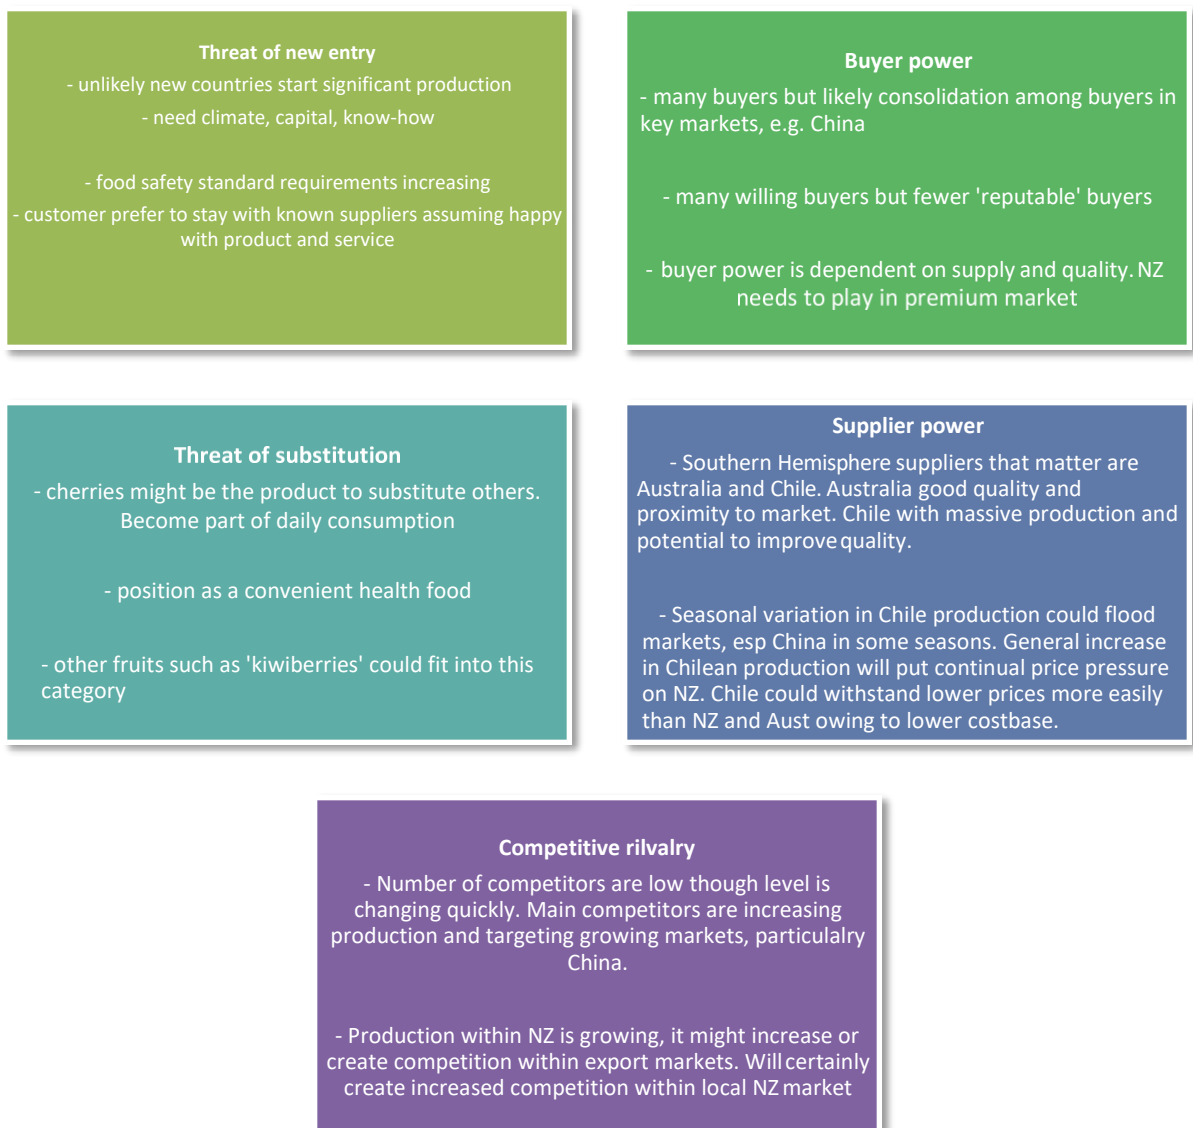 Threat of new entry
- unlikely new countries start significant production
- need climate, capital, know-how
- food safety standard requirements increasing
- customer prefer to stay with known suppliers assuming happy
with product and service
Buyer power
- many buyers but likely consolidation among buyers in
key markets, e.g. China
- many willing buyers but fewer 'reputable' buyers
- buyer power is dependent on supply and quality. NZ
needs to play in premium market
Threat of substitution
- cherries might be the product to substitute others.
Become part of daily consumption
- position as a convenient health food
- other fruits such as 'kiwiberries' could fit into this
category
Supplier power
- Southern Hemisphere suppliers that matter are
Australia and Chile. Australia good quality and
proximity to market. Chile with massive production and
potential to improve quality.
- Seasonal variation in Chile production could flood
markets, esp China in some seasons. General increase
in Chilean production will put continual price pressure
on NZ. Chile could withstand lower prices more easily
than NZ and Aust owing to lower costbase.
Competitive rilvalry
- Number of competitors are low though level is
changing quickly. Main competitors are increasing
production and targeting growing markets, particulalry
China.
- Production within NZ is growing, it might increase or
create competition within export markets. Will certainly
create increased competition within local NZ market